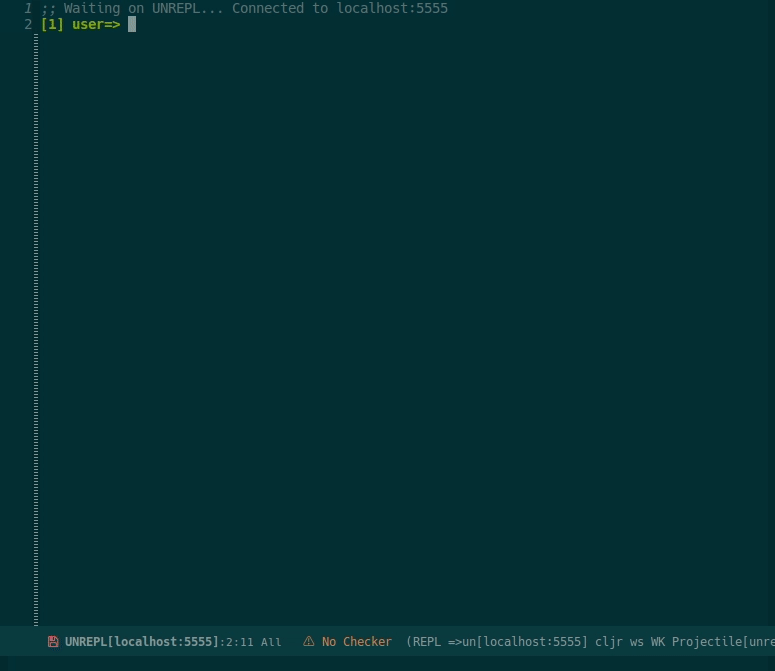 1 ;; Waiting on UNREPL... Connected to localhost:5555
2 [1] user=>
UNREPL[localhost:5555]:2:11 All ⚠ No Checker (REPL =>un[localhost:5555] cljr ws WK Projectile[unre